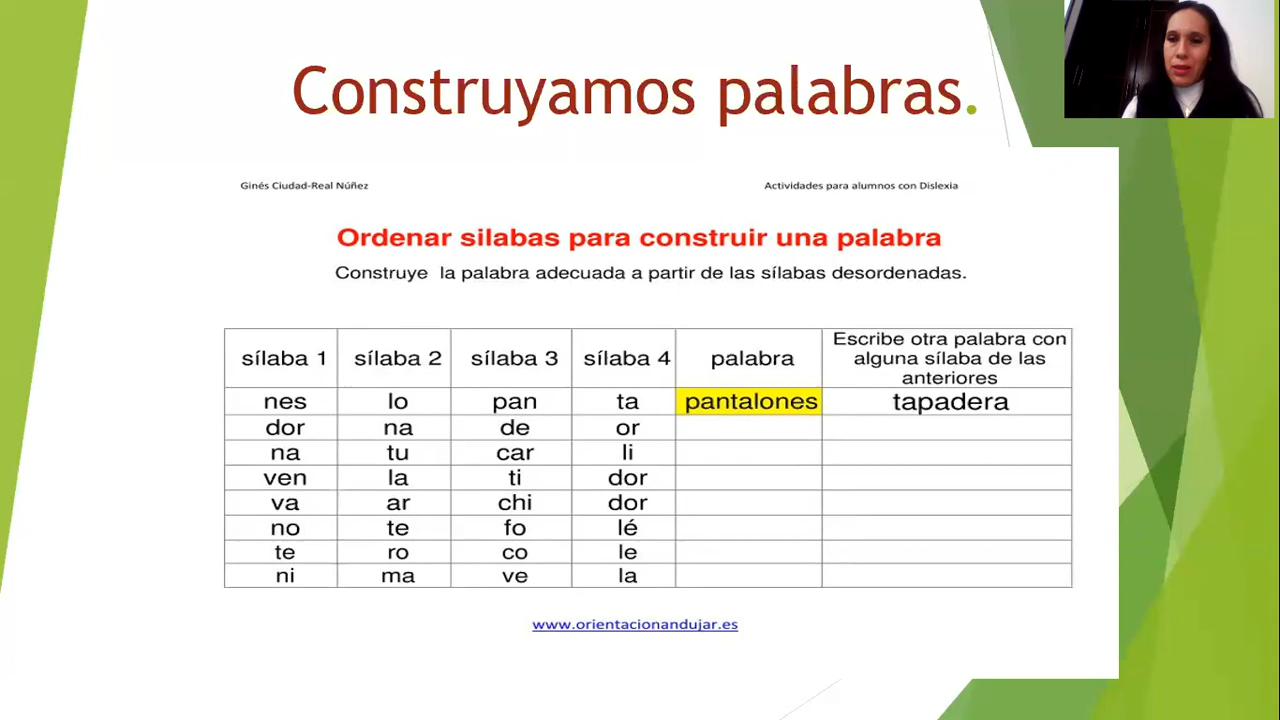 Construyamos palabras.
Ginés Ciudad-Real Núñez Actividades para alumnos con Dislexia
Ordenar silabas para construir una palabra
Construye la palabra adecuada a partir de las sílabas desordenadas.
sílaba 1 sílaba 2 sílaba 3 sílaba 4 palabra Escribe otra palabra con
alguna sílaba de las
anteriores
nes lo pan ta pantalones tapadera
dor na de or
na tu car li
ven la ti dor
va ar chi dor
no te fo lé
te ro co le
ni ma ve la
www.orientacionandujar.es